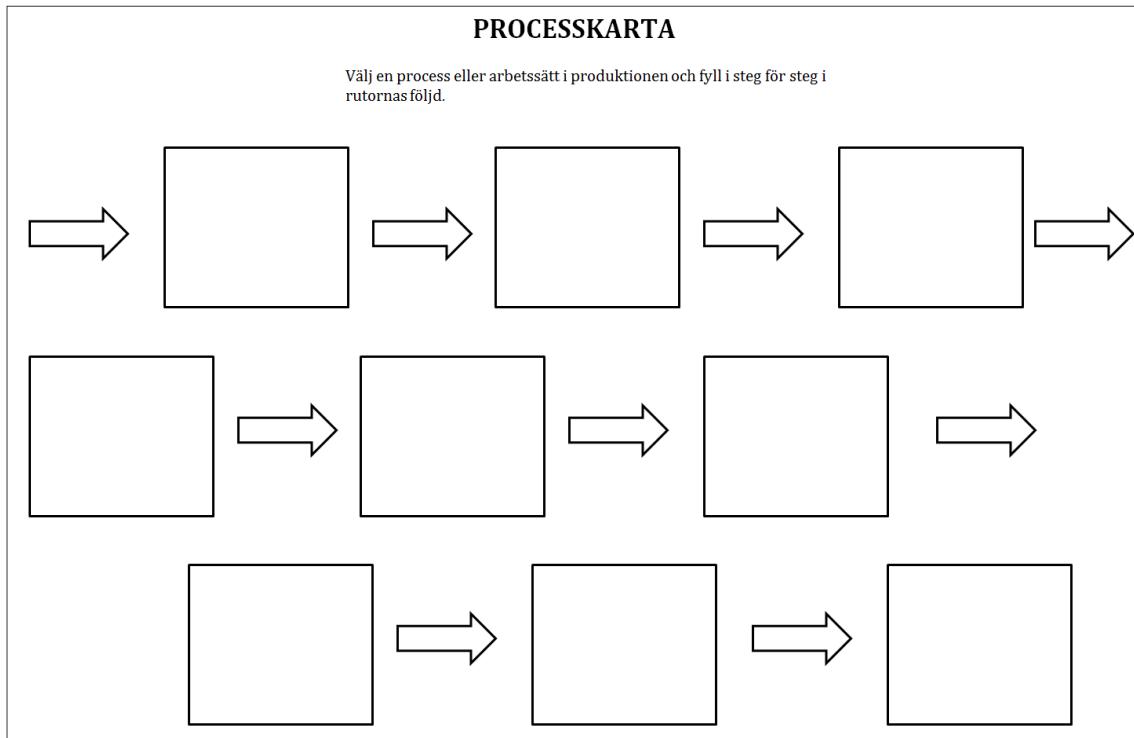 PROCESSKARTA
Välj en process eller arbetssätt i produktionen och fyll i steg för steg i
rutornas följd.